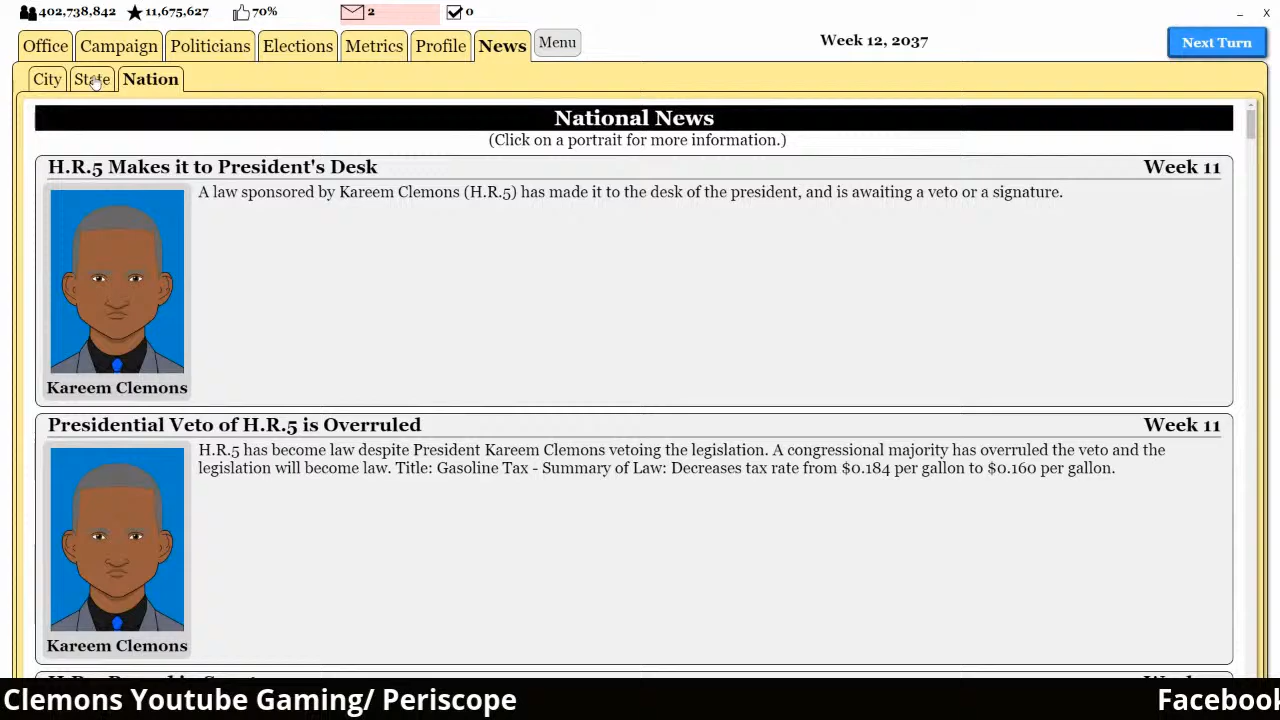 402,738,842 11,675,627 70% 2 0
_ X
Office Campaign Politicians Elections Metrics Profile News Menu Week 12, 2037 Next Turn
City State Nation
National News
(Click on a portrait for more information.)
H.R.5 Makes it to President's Desk Week 11
A law sponsored by Kareem Clemons (H.R.5) has made it to the desk of the president, and is awaiting a veto or a signature.
Kareem Clemons
Presidential Veto of H.R.5 is Overruled Week 11
H.R.5 has become law despite President Kareem Clemons vetoing the legislation. A congressional majority has overruled the veto and the
legislation will become law. Title: Gasoline Tax - Summary of Law: Decreases tax rate from $0.184 per gallon to $0.160 per gallon.
Kareem Clemons
Clemons Youtube Gaming/ Periscope Facebook